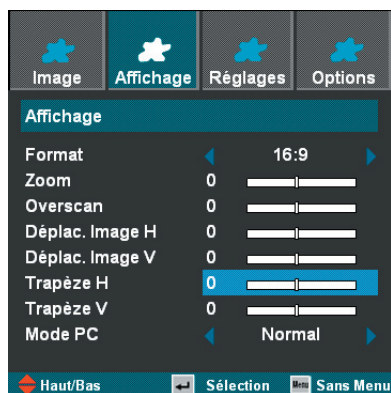 Image Affichage Réglages Options
Affichage
Format 16:9
Zoom 0
Overscan 0
Déplac. Image H 0
Déplac. Image V 0
Trapèze H 0
Trapèze V 0
Mode PC Normal
Haut/Bas Sélection Menu Sans Menu